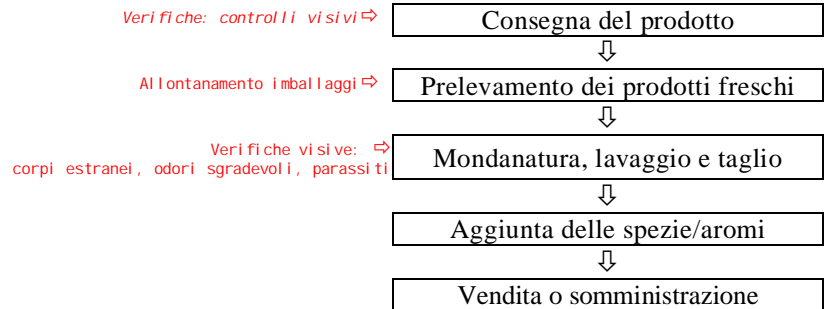 Verifiche: controlli visivi⇨
Consegna del prodotto
Allontanamento imballaggi⇨
Prelevamento dei prodotti freschi
Verifiche visive: ⇨
corpi estranei, odori sgradevoli, parassiti
Mondanatura, lavaggio e taglio
Aggiunta delle spezie/aromi
Vendita o somministrazione